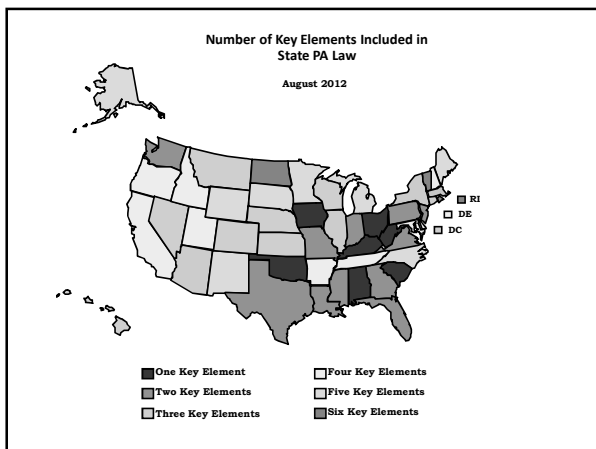 Number of Key Elements Included in
State PA Law
August 2012
RI
DE
DC
One Key Element
Four Key Elements
Two Key Elements
Five Key Elements
Three Key Elements
Six Key Elements